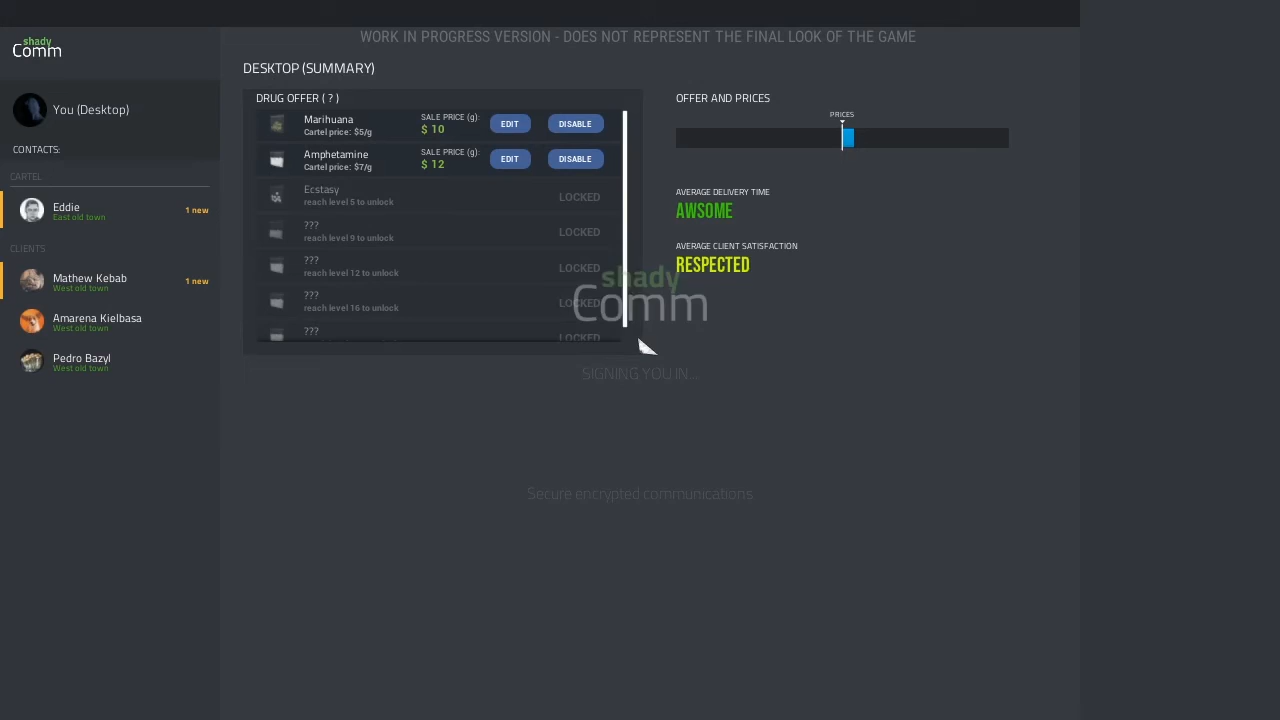 WORK IN PROGRESS VERSION - DOES NOT REPRESENT THE FINAL LOOK OF THE GAME
shady
Comm
You (Desktop)
CONTACTS:
CARTEL
Eddie
East old town
1 new
CLIENTS
Mathew Kebab
West old town
1 new
Amarena Kielbasa
West old town
Pedro Bazyl
West old town
DESKTOP (SUMMARY)
DRUG OFFER ( ? )
Marihuana
Cartel price: $5/g
SALE PRICE (g):
$ 10
EDIT
DISABLE
Amphetamine
Cartel price: $7/g
SALE PRICE (g):
$ 12
EDIT
DISABLE
Ecstasy
reach level 5 to unlock
LOCKED
???
reach level 9 to unlock
LOCKED
???
reach level 12 to unlock
LOCKED
???
reach level 16 to unlock
LOCKED
???
LOCKED
OFFER AND PRICES
PRICES
AVERAGE DELIVERY TIME
AWSOME
AVERAGE CLIENT SATISFACTION
RESPECTED
shady
Comm
SIGNING YOU IN...
Secure encrypted communications